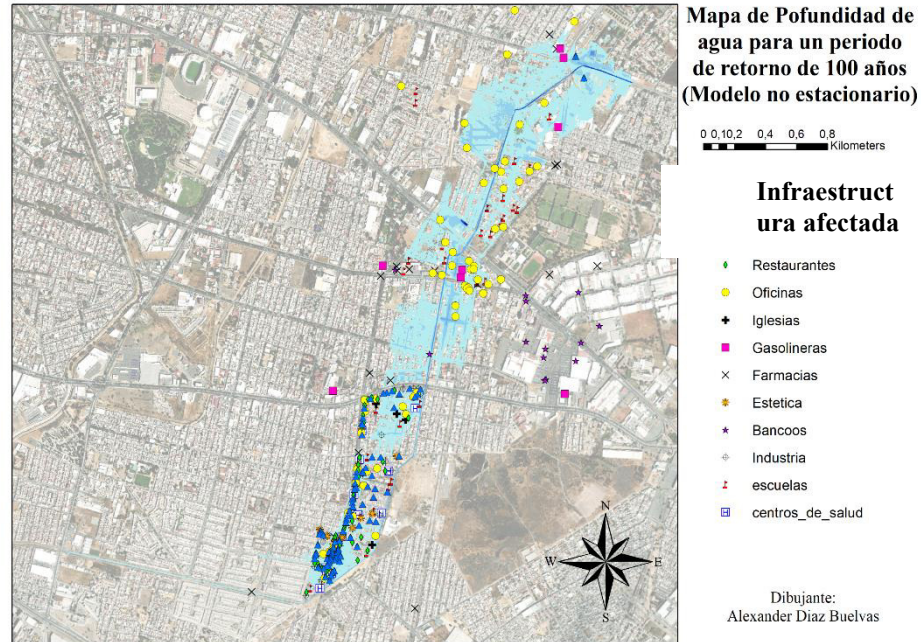 Mapa de Pofundidad de
agua para un periodo
de retorno de 100 años
(Modelo no estacionario)
0 0,10,2 0,4 0,6 0,8
Kilometers
Infraestruct
ura afectada
Restaurantes
Oficinas
Iglesias
Gasolineras
Farmacias
Estetica
Bancoos
Industria
escuelas
centros_de_salud
N
W E
S
Dibujante:
Alexander Diaz Buelvas